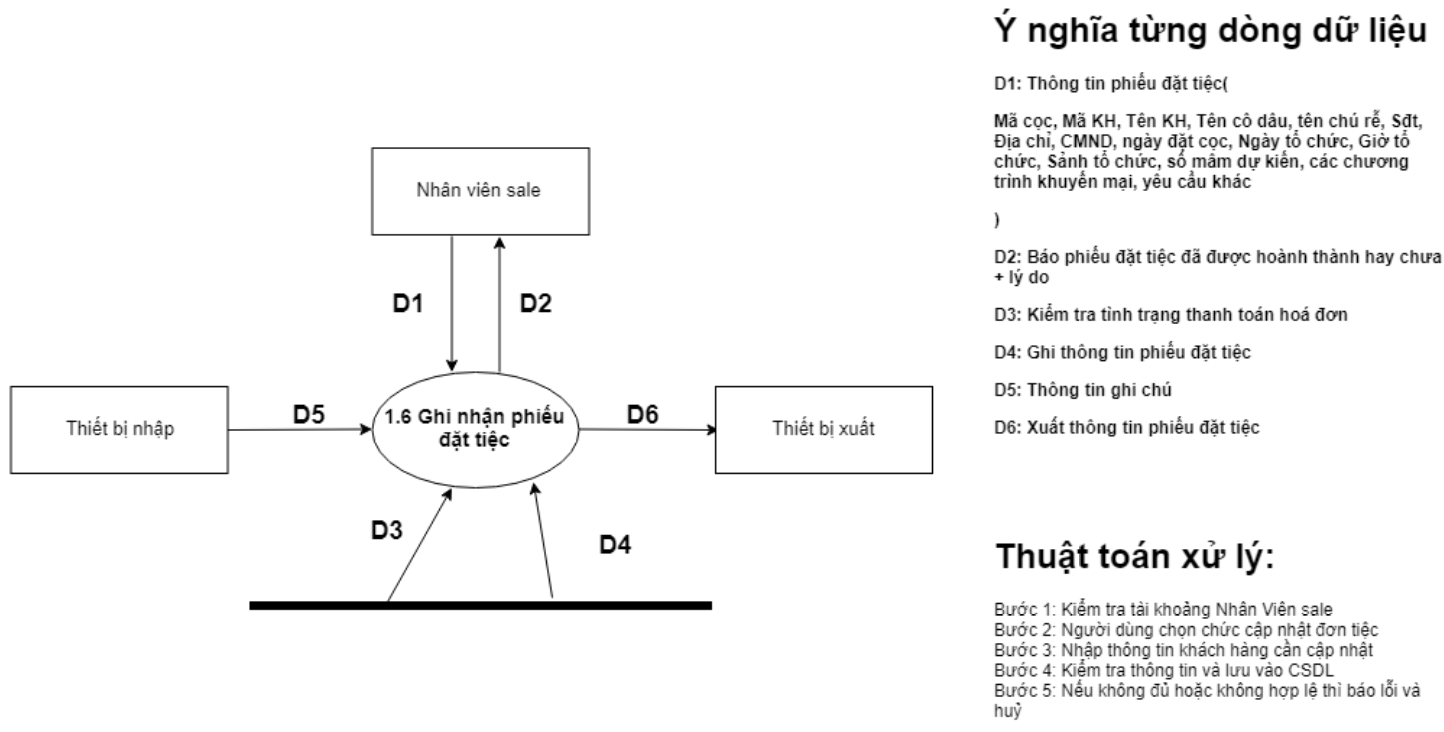 Nhân viên sale
D1
D2
Thiết bị nhập
D5
1.6 Ghi nhận phiếu
đặt tiệc
D6
Thiết bị xuất
D3
D4
Ý nghĩa từng dòng dữ liệu
D1: Thông tin phiếu đặt tiệc(
Mã cọc, Mã KH, Tên KH, Tên cô dâu, tên chú rễ, Sđt,
Địa chỉ, CMND, ngày đặt cọc, Ngày tổ chức, Giờ tổ
chức, Sảnh tổ chức, số mâm dự kiến, các chương
trình khuyến mại, yêu cầu khác
)
D2: Báo phiếu đặt tiệc đã được hoành thành hay chưa
+ lý do
D3: Kiểm tra tình trạng thanh toán hoá đơn
D4: Ghi thông tin phiếu đặt tiệc
D5: Thông tin ghi chú
D6: Xuất thông tin phiếu đặt tiệc
Thuật toán xử lý:
Bước 1: Kiểm tra tài khoảng Nhân Viên sale
Bước 2: Người dùng chọn chức cập nhật đơn tiệc
Bước 3: Nhập thông tin khách hàng cần cập nhật
Bước 4: Kiểm tra thông tin và lưu vào CSDL
Bước 5: Nếu không đủ hoặc không hợp lệ thì báo lỗi và
huỷ